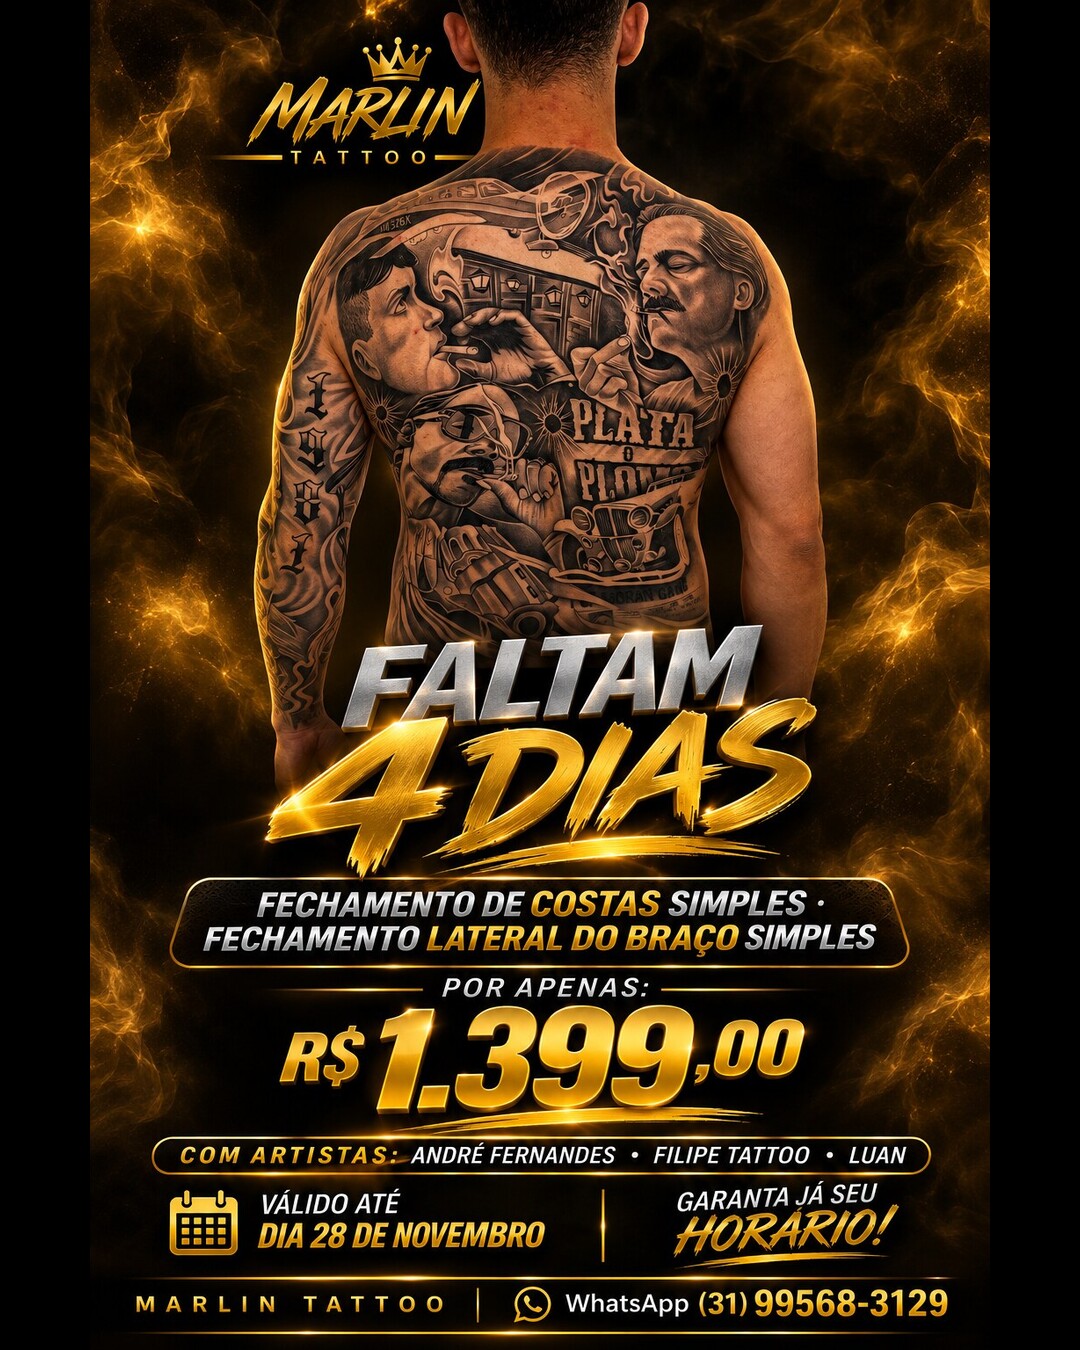 MARLIN
TATTOO
1981
PLATA
O
PLOMO
FALTAM
4 DIAS
FECHAMENTO DE COSTAS SIMPLES ·
FECHAMENTO LATERAL DO BRAÇO SIMPLES
POR APENAS:
R$ 1.399,00
COM ARTISTAS: ANDRÉ FERNANDES • FILIPE TATTOO • LUAN
VÁLIDO ATÉ
DIA 28 DE NOVEMBRO
GARANTA JÁ SEU
HORÁRIO!
MARLIN TATTOO | WhatsApp (31) 99568-3129